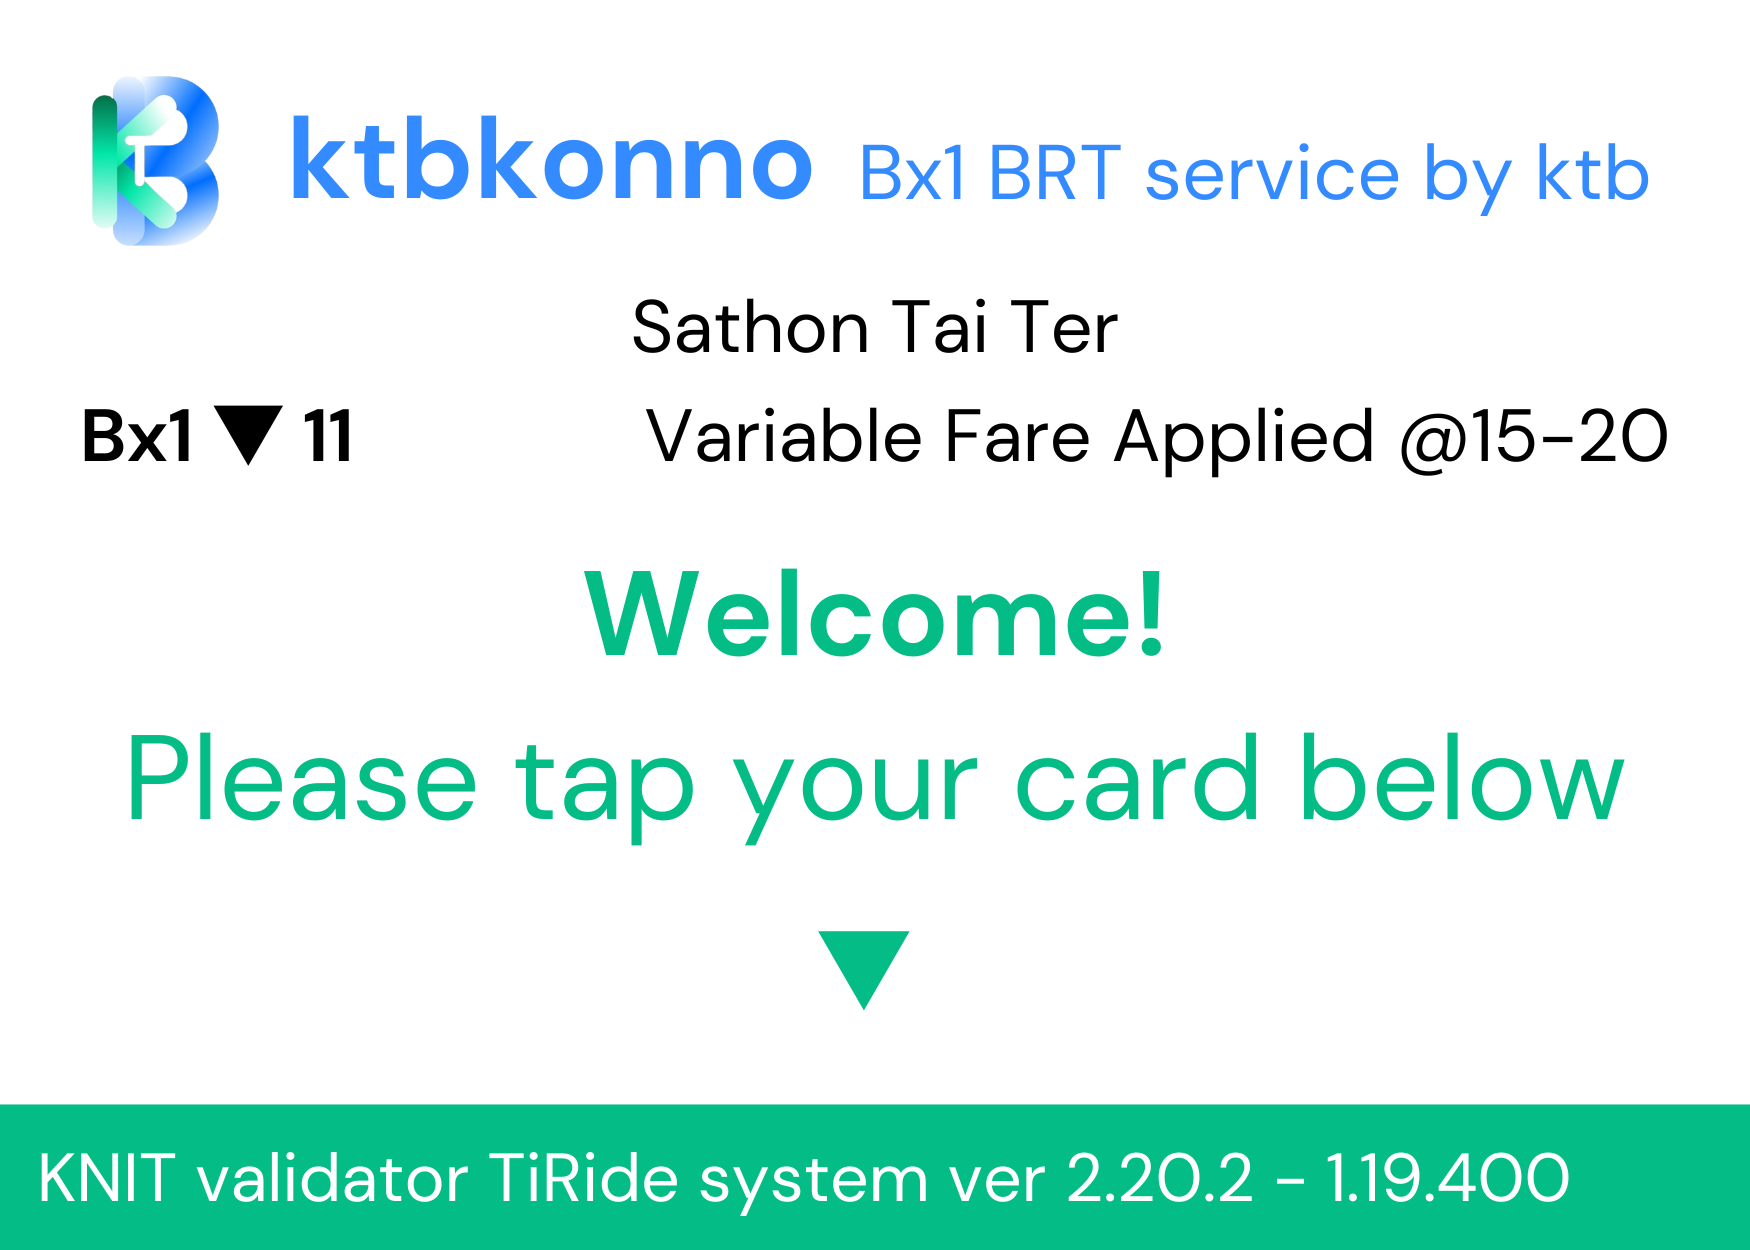 ktbkonno Bx1 BRT service by ktb
Sathon Tai Ter
Bx1 ▼ 11 Variable Fare Applied @15-20
Welcome!
Please tap your card below
▼
KNIT validator TiRide system ver 2.20.2 - 1.19.400